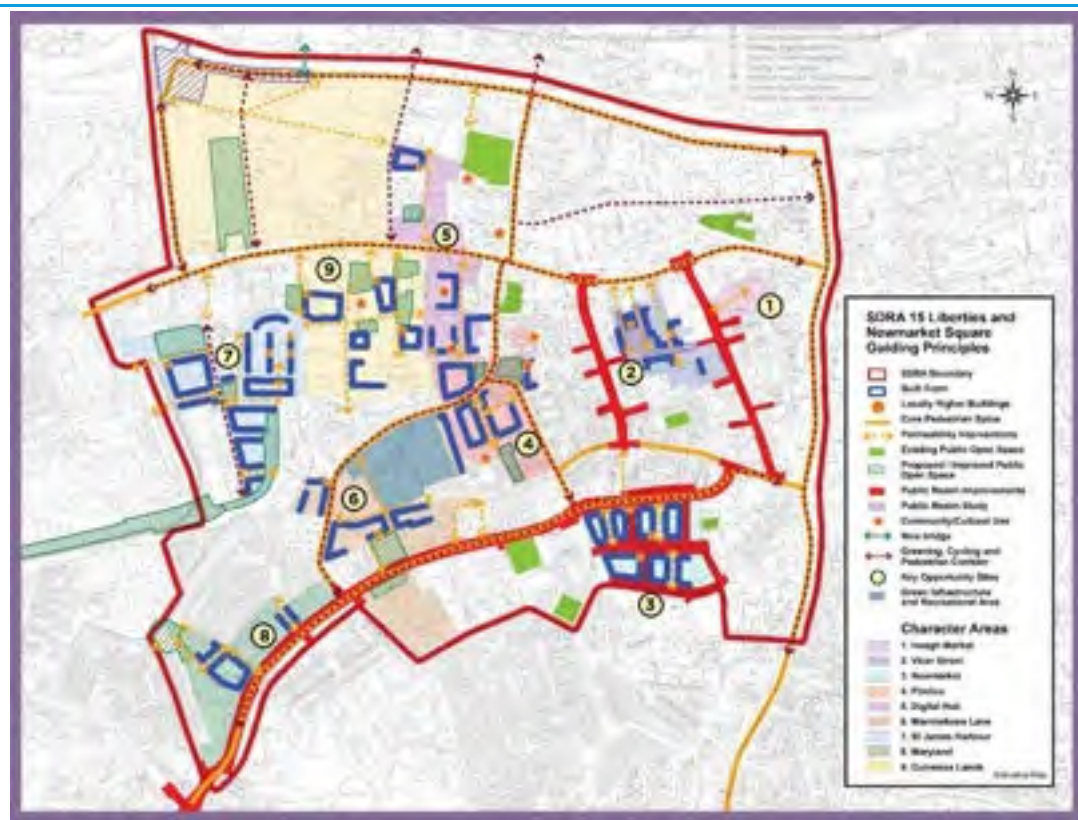 N
E
9
5
1
7
2
4
6
3
8
SDRA 15 Liberties and
Newmarket Square
Guiding Principles
SDRA Boundary
Built Form
Locally Higher Buildings
Core Pedestrian Spine
Permeability Interventions
Existing Public Open Space
Proposed / Improved Public
Open Space
Public Realm Improvements
Public Realm Study
Community/Cultural Use
New bridge
Greening, Cycling and
Pedestrian Corridor
Key Opportunity Sites
Green Infrastructure
and Recreational Area
Character Areas
1. Iveagh Market
2. Vicar Street
3. Newmarket
4. Pimlico
5. Digital Hub
6. Marrowbone Lane
7. St James Harbour
8. Maryland
9. Guinness Lands